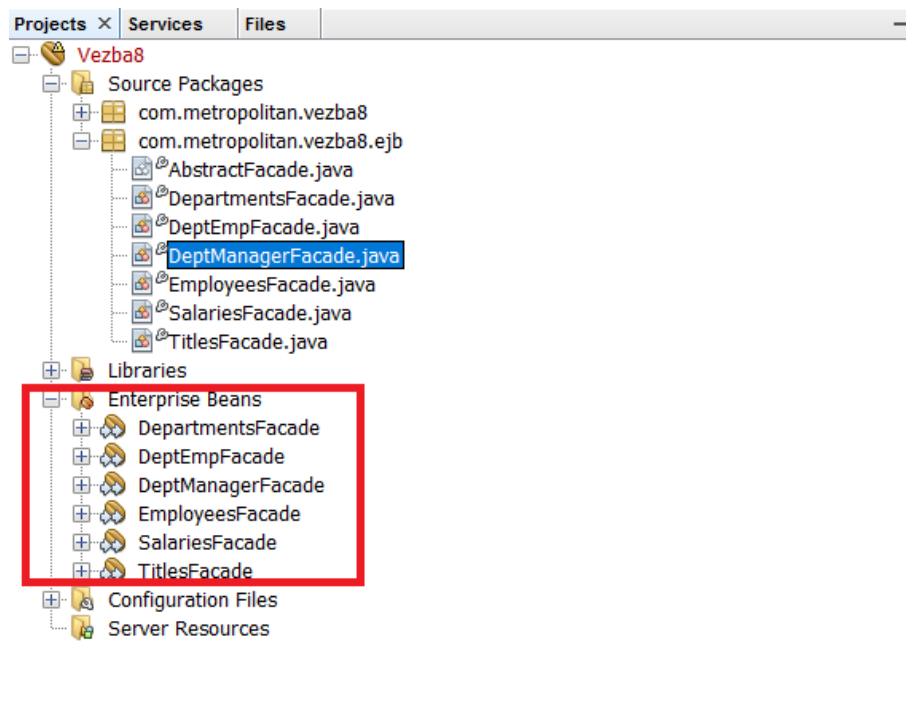 Projects Services Files
Vezba8
Source Packages
com.metropolitan.vezba8
com.metropolitan.vezba8.ejb
AbstractFacade.java
DepartmentsFacade.java
DeptEmpFacade.java
DeptManagerFacade.java
EmployeesFacade.java
SalariesFacade.java
TitlesFacade.java
Libraries
Enterprise Beans
DepartmentsFacade
DeptEmpFacade
DeptManagerFacade
EmployeesFacade
SalariesFacade
TitlesFacade
Configuration Files
Server Resources